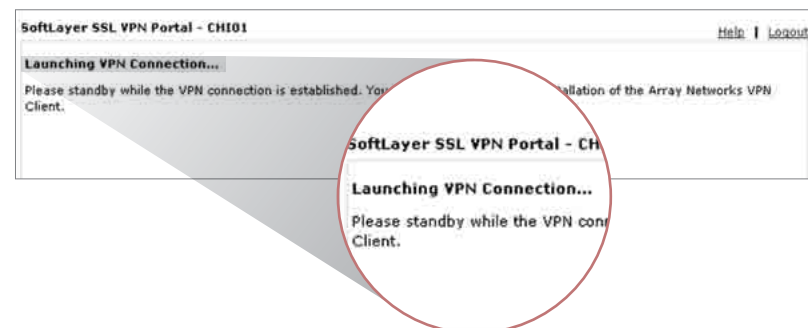 SoftLayer SSL VPN Portal - CHI01
Help | Logout
Launching VPN Connection...
Please standby while the VPN connection is established. You allation of the Array Networks VPN
Client.
SoftLayer SSL VPN Portal - CH
Launching VPN Connection...
Please standby while the VPN conn
Client.